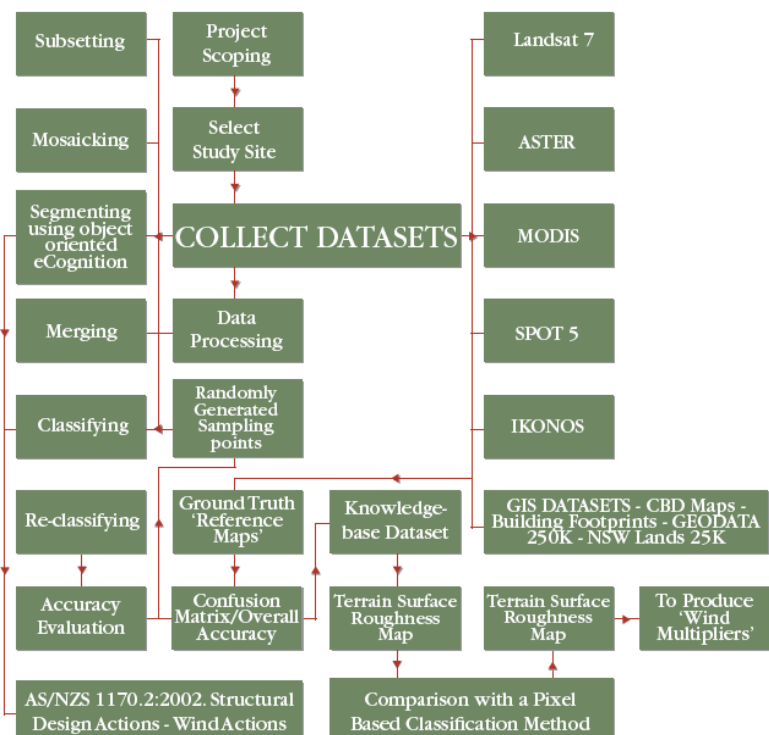 Subsetting
Project
Scoping
Landsat 7
Mosaicking
Select
Study Site
ASTER
Segmenting
using object
oriented
eCognition
COLLECT DATASETS
MODIS
Merging
Data
Processing
SPOT 5
Classifying
Randomly
Generated
Sampling
points
IKONOS
Re-classifying
Ground Truth
‘Reference
Maps’
Knowledge-
base Dataset
GIS DATASETS - CBD Maps -
Building Footprints - GEODATA
250K - NSW Lands 25K
Accuracy
Evaluation
Confusion
Matrix/Overall
Accuracy
Terrain Surface
Roughness
Map
Terrain Surface
Roughness
Map
To Produce
‘Wind
Multipliers’
AS/NZS 1170.2:2002. Structural
Design Actions - Wind Actions
Comparison with a Pixel
Based Classification Method